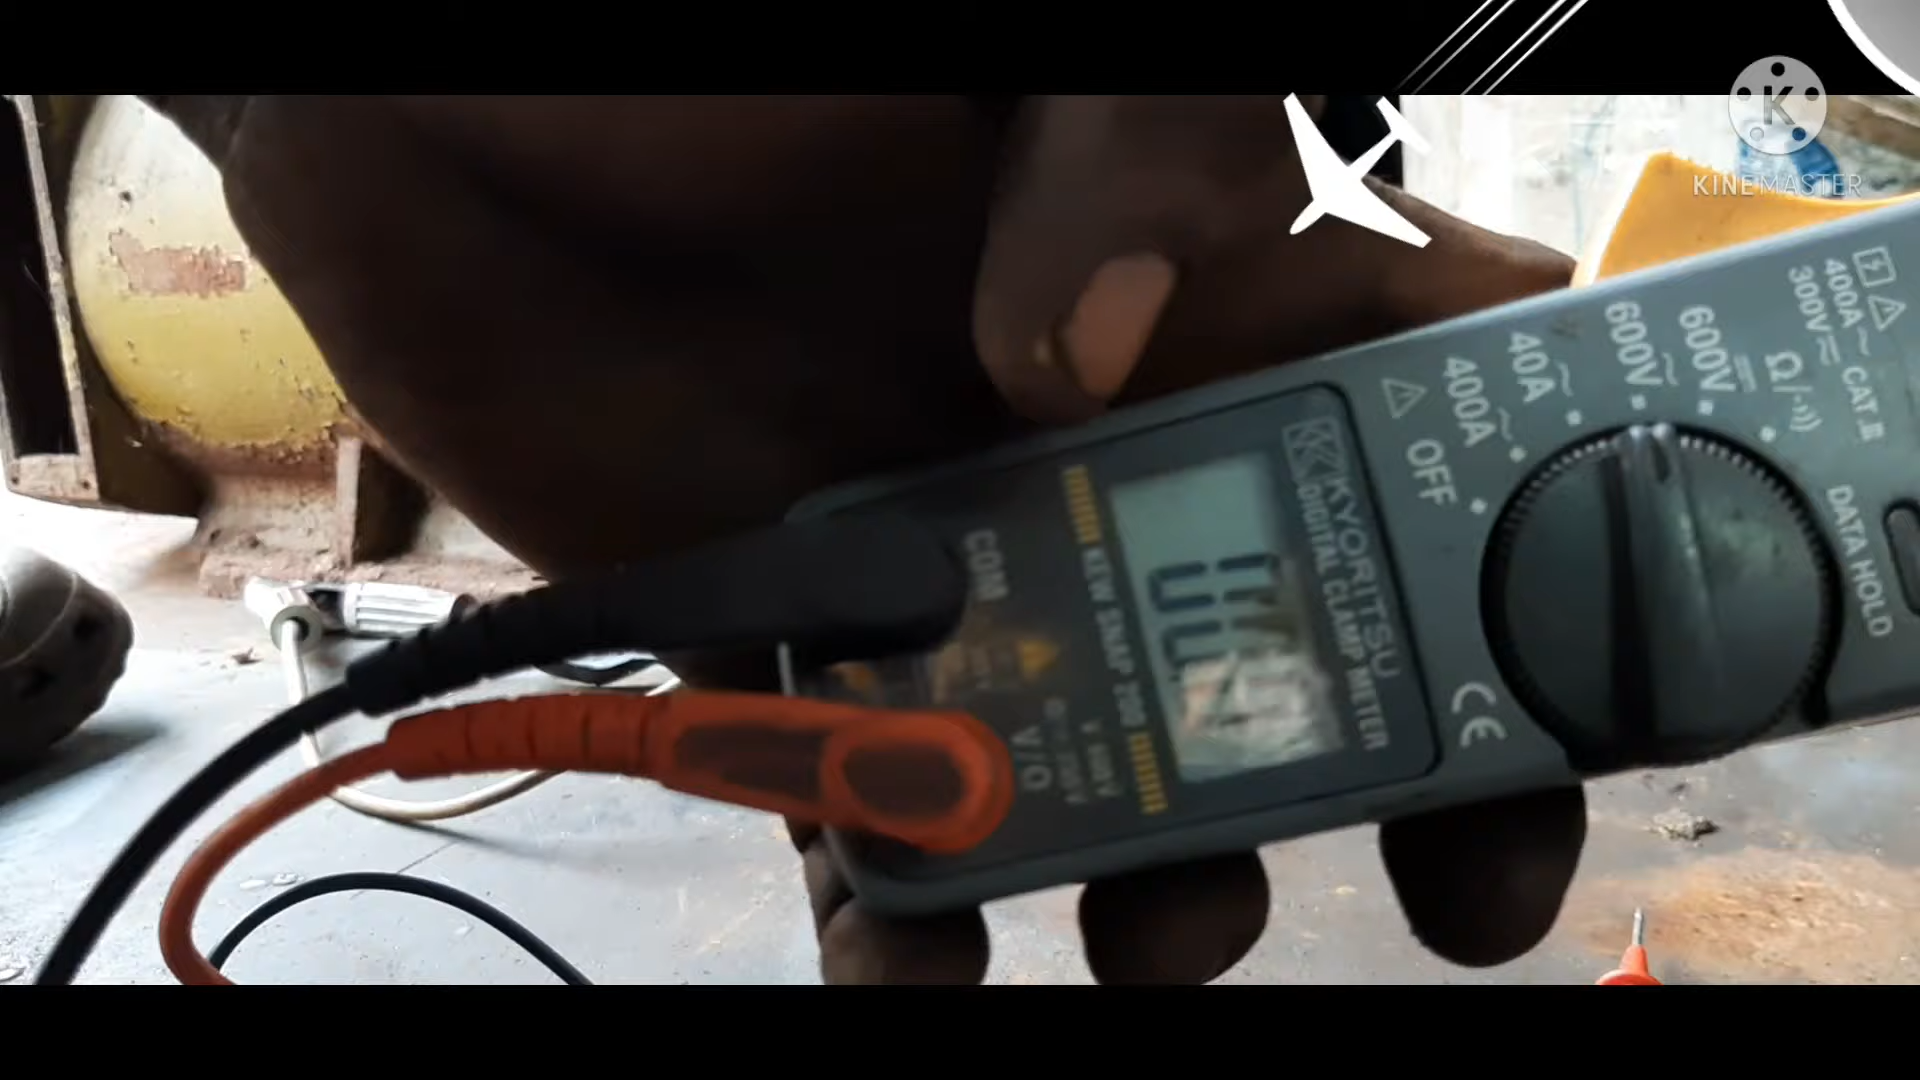 KINEMASTER
400A~ CAT.III
300V⎓
Ω/
600V⎓
600V~
40A~
400A~
OFF
DATA HOLD
KYORITSU
DIGITAL CLAMP METER
KEW SNAP 200
COM
V/Ω
CE